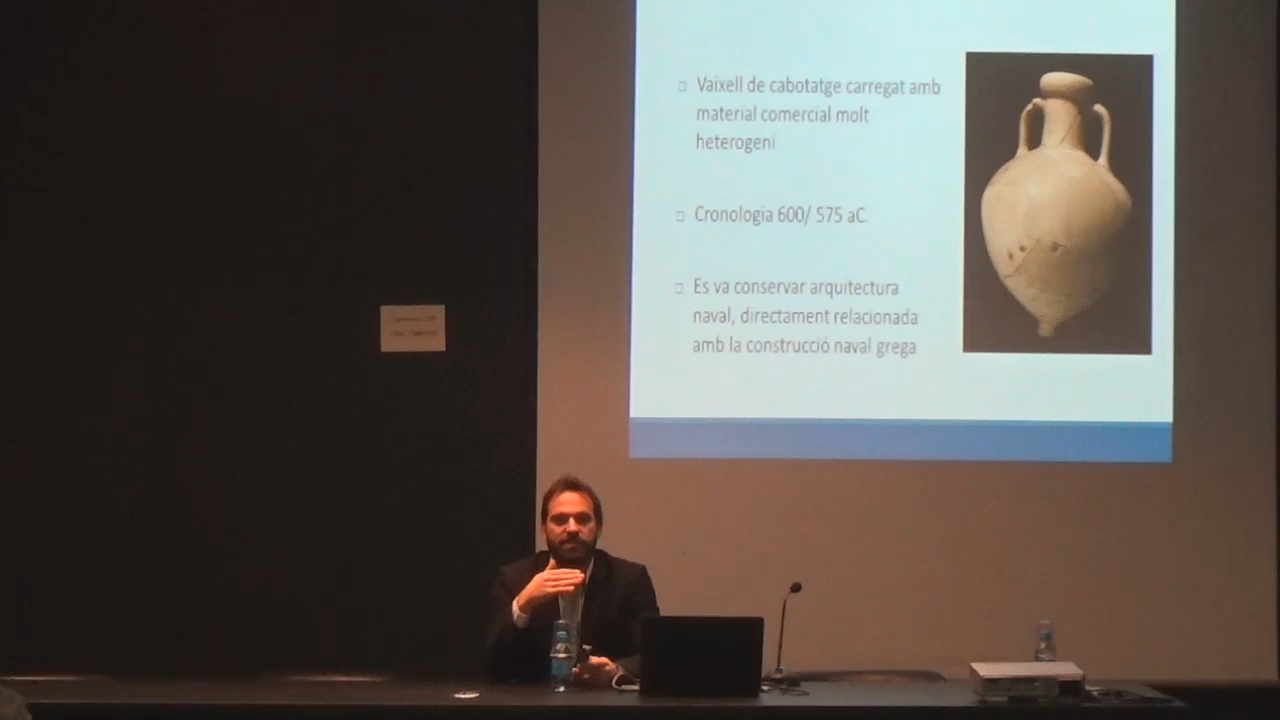 Vaixell de cabotatge carregat amb
material comercial molt
heterogeni
Cronologia 600/ 575 aC.
Es va conservar arquitectura
naval, directament relacionada
amb la construcció naval grega